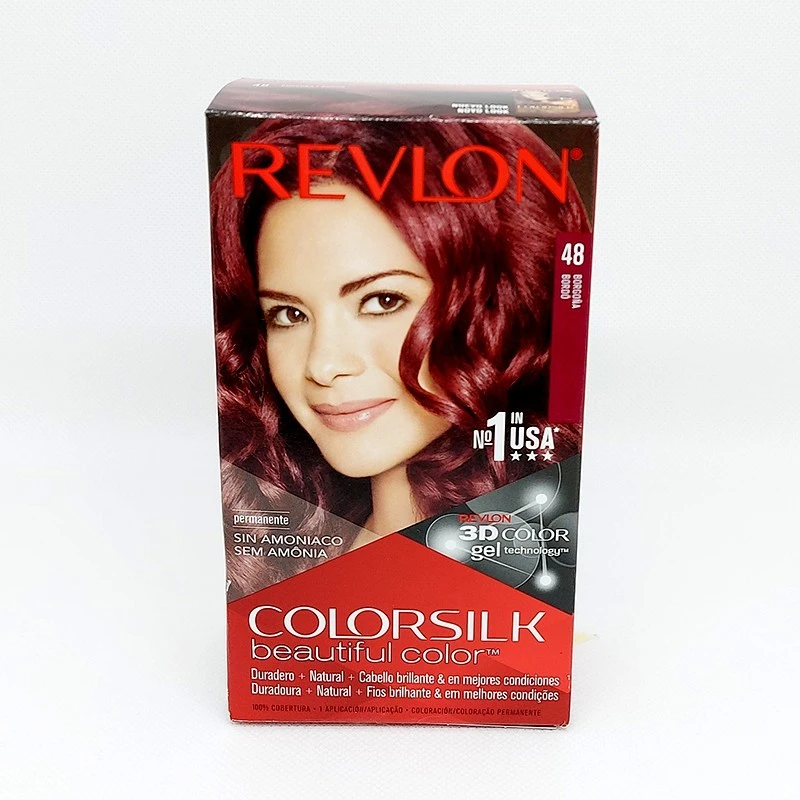 48
REVLON®
48
BORGOÑA
BORDÔ
Nº1 IN USA*
permanente
SIN AMONIACO
SEM AMÔNIA
REVLON
3D COLOR
gel technology™
COLORSILK
beautiful color™
Duradero + Natural + Cabello brillante & en mejores condiciones
Duradoura + Natural + Fios brilhante & em melhores condições
100% COBERTURA • 1 APLICACIÓN/APLICAÇÃO • COLORACIÓN/COLORAÇÃO PERMANENTE